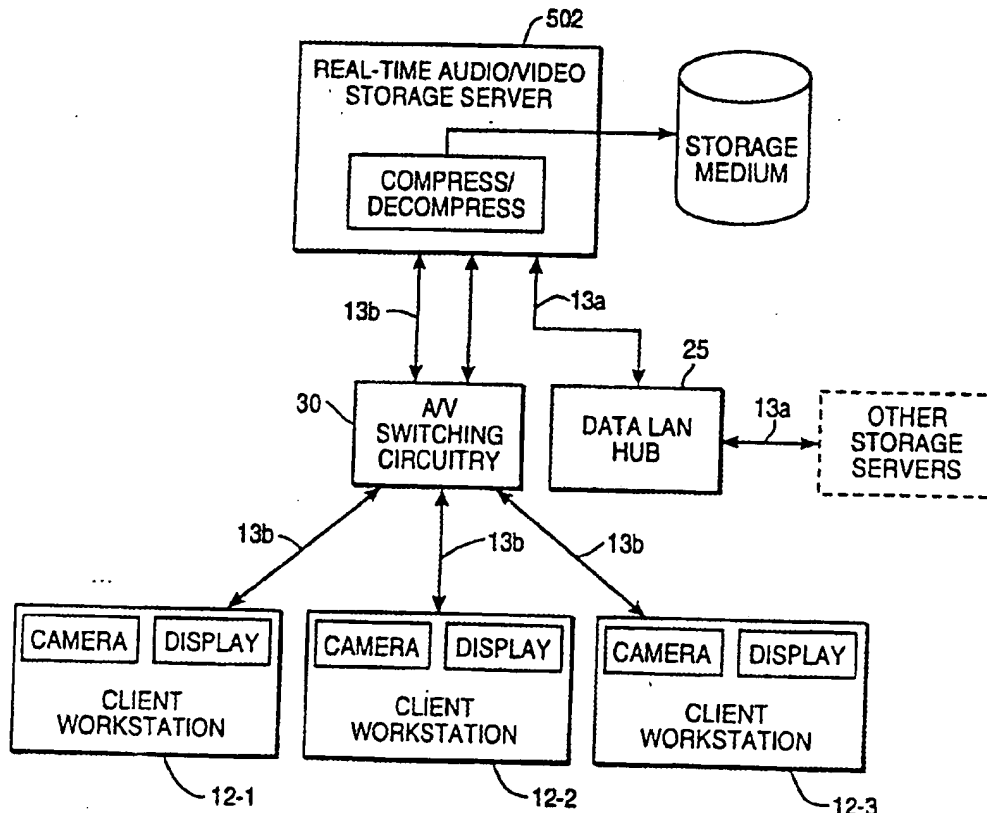 502
REAL-TIME AUDIO/VIDEO
STORAGE SERVER
COMPRESS/
DECOMPRESS
STORAGE
MEDIUM
13b
13a
30
A/V
SWITCHING
CIRCUITRY
25
DATA LAN
HUB
13a
OTHER
STORAGE
SERVERS
13b
13b
13b
...
CAMERA
DISPLAY
CLIENT
WORKSTATION
CAMERA
DISPLAY
CLIENT
WORKSTATION
CAMERA
DISPLAY
CLIENT
WORKSTATION
12-1
12-2
12-3